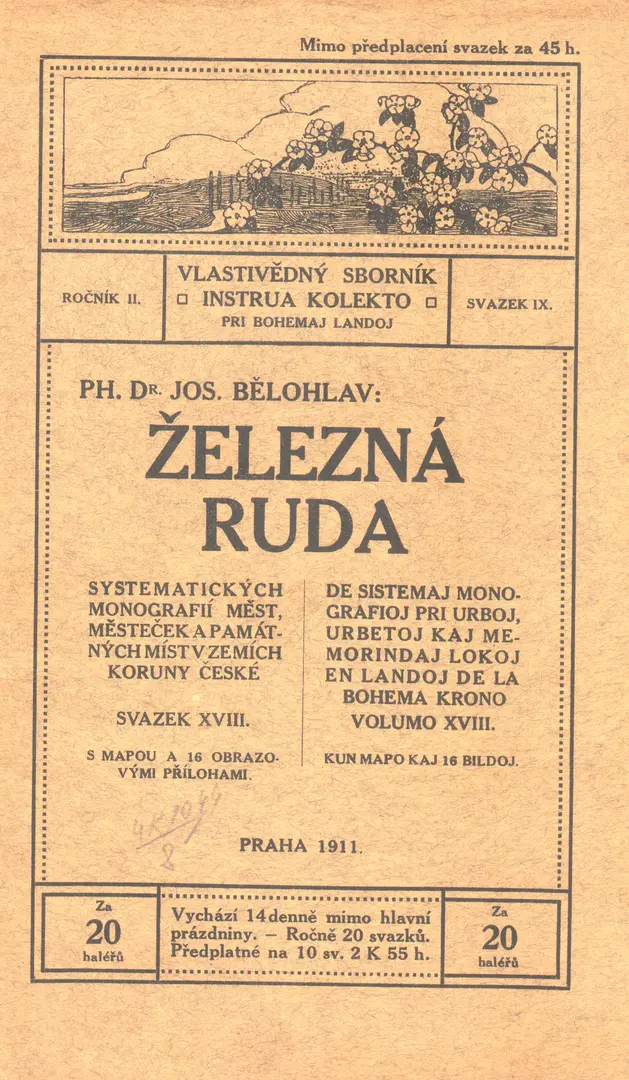 Mimo předplacení svazek za 45 h.
ROČNÍK II.
VLASTIVĚDNÝ SBORNÍK
INSTRUA KOLEKTO
PRI BOHEMAJ LANDOJ
SVAZEK IX.
PH. DR. JOS. BĚLOHLAV:
ŽELEZNÁ
RUDA
SYSTEMATICKÝCH
MONOGRAFIÍ MĚST,
MĚSTEČEK A PAMÁT-
NÝCH MÍST V ZEMÍCH
KORUNY ČESKÉ
SVAZEK XVIII.
S MAPOU A 16 OBRAZO-
VÝMI PŘÍLOHAMI.
DE SISTEMAJ MONO-
GRAFIOJ PRI URBOJ,
URBETOJ KAJ ME-
MORINDAJ LOKOJ
EN LANDOJ DE LA
BOHEMA KRONO
VOLUMO XVIII.
KUN MAPO KAJ 16 BILDOJ.
8
PRAHA 1911.
Za
20
haléřů
Vychází 14denně mimo hlavní
prázdniny. – Ročně 20 svazků.
Předplatné na 10 sv. 2 K 55 h.
Za
20
haléřů